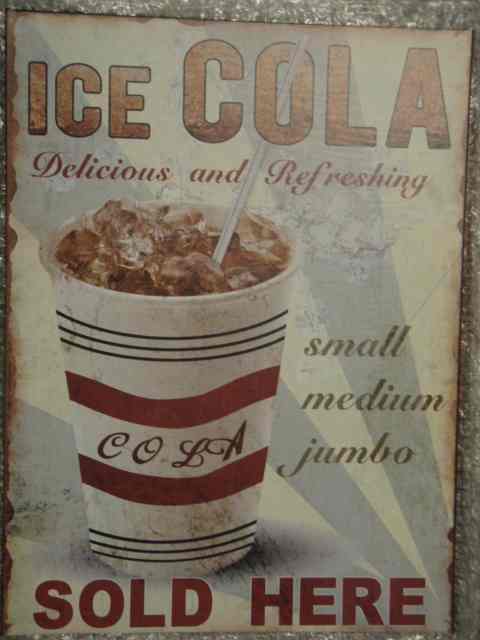 ICE COLA
Delicious and Refreshing
small
medium
jumbo
COLA
SOLD HERE